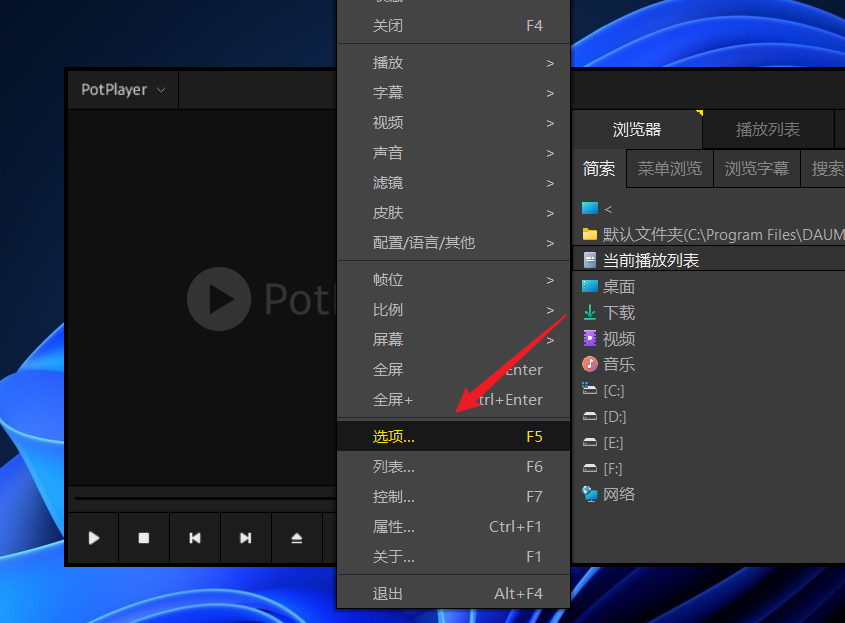 关闭 F4
播放 >
字幕 >
视频 >
声音 >
滤镜 >
皮肤 >
配置/语言/其他 >
帧位 >
比例 >
屏幕 >
全屏 Enter
全屏+ Ctrl+Enter
选项... F5
列表... F6
控制... F7
属性... Ctrl+F1
关于... F1
退出 Alt+F4
PotPlayer
Pot
浏览器
播放列表
简索
菜单浏览
浏览字幕
搜索
<
默认文件夹(C:\Program Files\DAUM
当前播放列表
桌面
下载
视频
音乐
[C:]
[D:]
[E:]
[F:]
网络